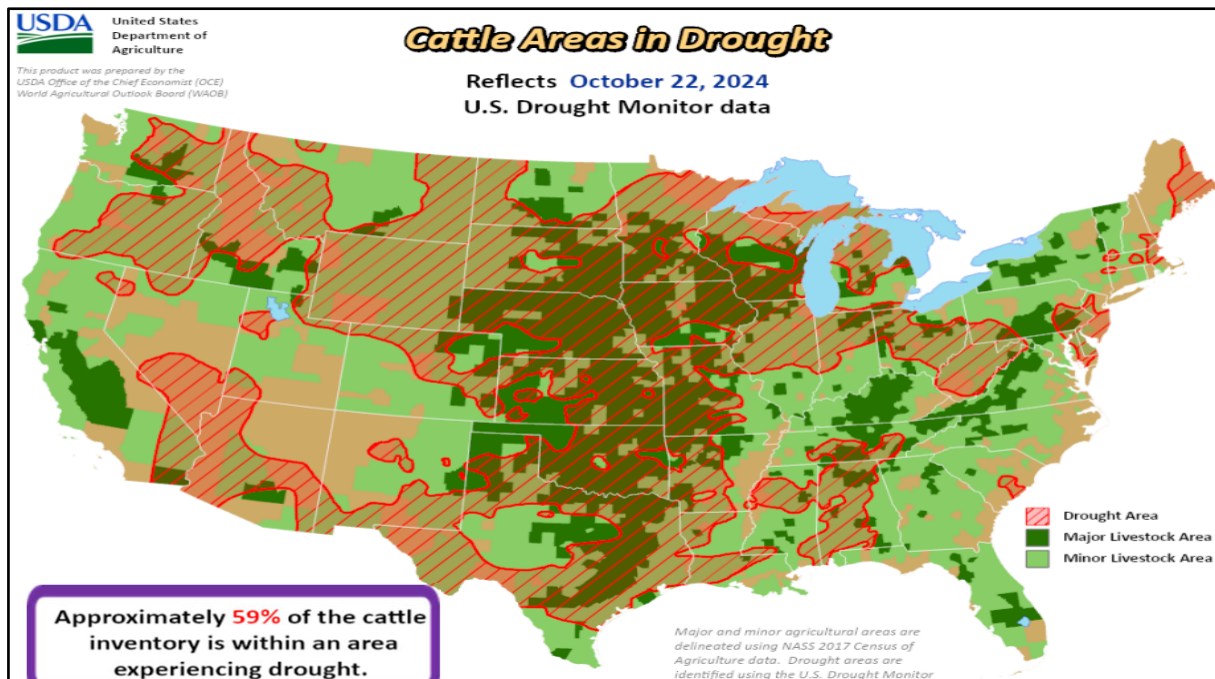 USDA
United States
Department of
Agriculture
This product was prepared by the
USDA Office of the Chief Economist (OCE)
World Agricultural Outlook Board (WAOB)
Cattle Areas in Drought
Reflects October 22, 2024
U.S. Drought Monitor data
Drought Area
Major Livestock Area
Minor Livestock Area
Approximately 59% of the cattle
inventory is within an area
experiencing drought.
Major and minor agricultural areas are
delineated using NASS 2017 Census of
Agriculture data. Drought areas are
identified using the U.S. Drought Monitor